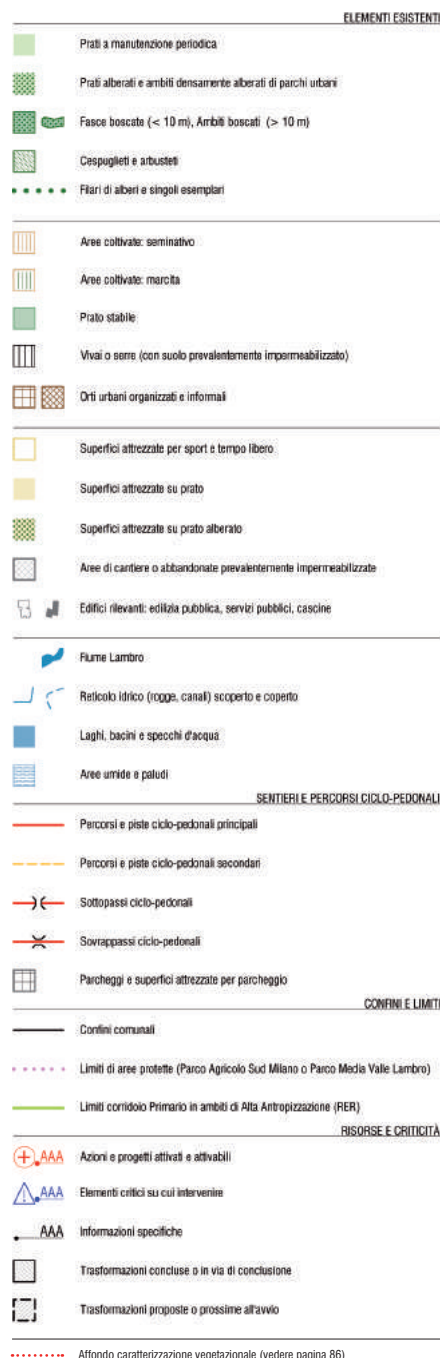 ELEMENTI ESISTENTI
Prati a manutenzione periodica
Prati alberati e ambiti densamente alberati di parchi urbani
Fasce boscate (< 10 m), Ambiti boscati (> 10 m)
Cespuglieti e arbusteti
Filari di alberi e singoli esemplari
Aree coltivate: seminativo
Aree coltivate: marcita
Prato stabile
Vivai o serre (con suolo prevalentemente impermeabilizzato)
Orti urbani organizzati e informali
Superfici attrezzate per sport e tempo libero
Superfici attrezzate su prato
Superfici attrezzate su prato alberato
Aree di cantiere o abbandonate prevalentemente impermeabilizzate
Edifici rilevanti: edilizia pubblica, servizi pubblici, cascine
Fiume Lambro
Reticolo idrico (rogge, canali) scoperto e coperto
Laghi, bacini e specchi d'acqua
Aree umide e paludi
SENTIERI E PERCORSI CICLO-PEDONALI
Percorsi e piste ciclo-pedonali principali
Percorsi e piste ciclo-pedonali secondari
Sottopassi ciclo-pedonali
Sovrappassi ciclo-pedonali
Parcheggi e superfici attrezzate per parcheggio
CONFINI E LIMITI
Confini comunali
Limiti di aree protette (Parco Agricolo Sud Milano o Parco Media Valle Lambro)
Limiti corridoio Primario in ambiti di Alta Antropizzazione (RER)
RISORSE E CRITICITÀ
AAA Azioni e progetti attivati e attivabili
AAA Elementi critici su cui intervenire
AAA Informazioni specifiche
Trasformazioni concluse o in via di conclusione
Trasformazioni proposte o prossime all'avvio
Affondo caratterizzazione vegetazionale (vedere pagina 86)